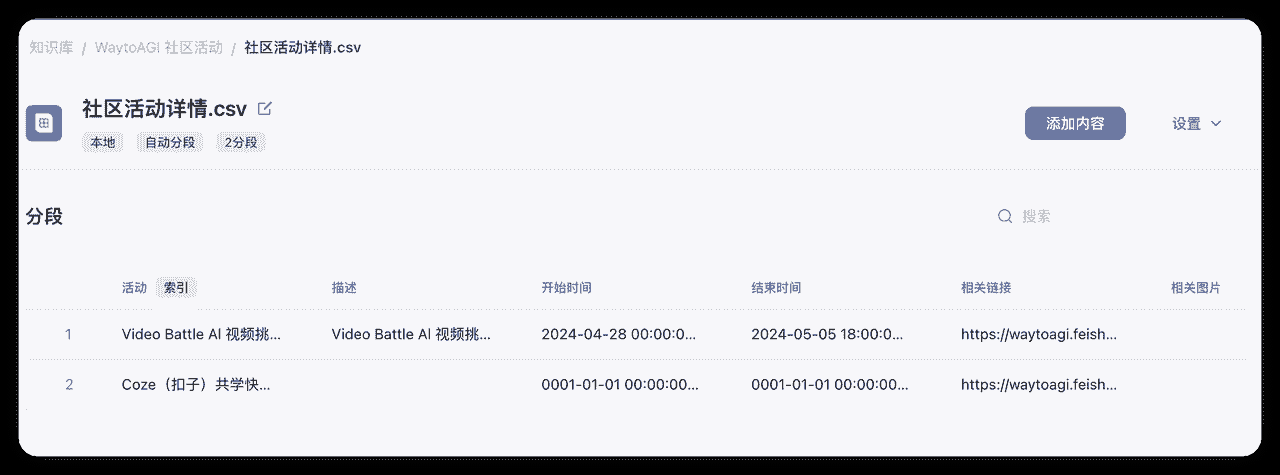 知识库 / WaytoAGI 社区活动 / 社区活动详情.csv
社区活动详情.csv
添加内容 设置
本地 自动分段 2分段
分段 搜索
活动 索引 描述 开始时间 结束时间 相关链接 相关图片
1 Video Battle AI 视频挑... Video Battle AI 视频挑... 2024-04-28 00:00:0... 2024-05-05 18:00:0... https://waytoagi.feish...
2 Coze（扣子）共学快... 0001-01-01 00:00:00... 0001-01-01 00:00:00... https://waytoagi.feish...